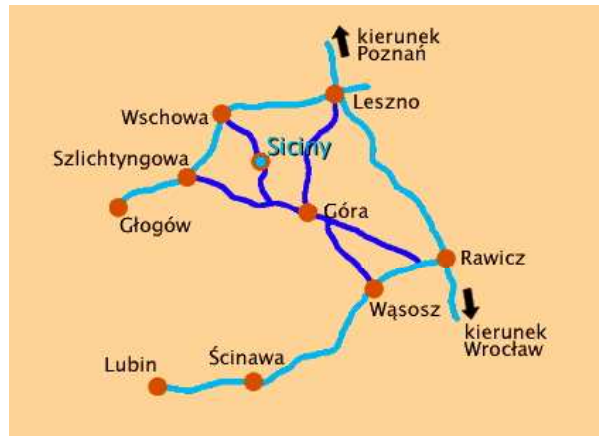 kierunek
Poznań
Leszno
Wschowa
Siciny
Szlichtyngowa
Góra
Głogów
Rawicz
Wąsosz
kierunek
Wrocław
Ścinawa
Lubin